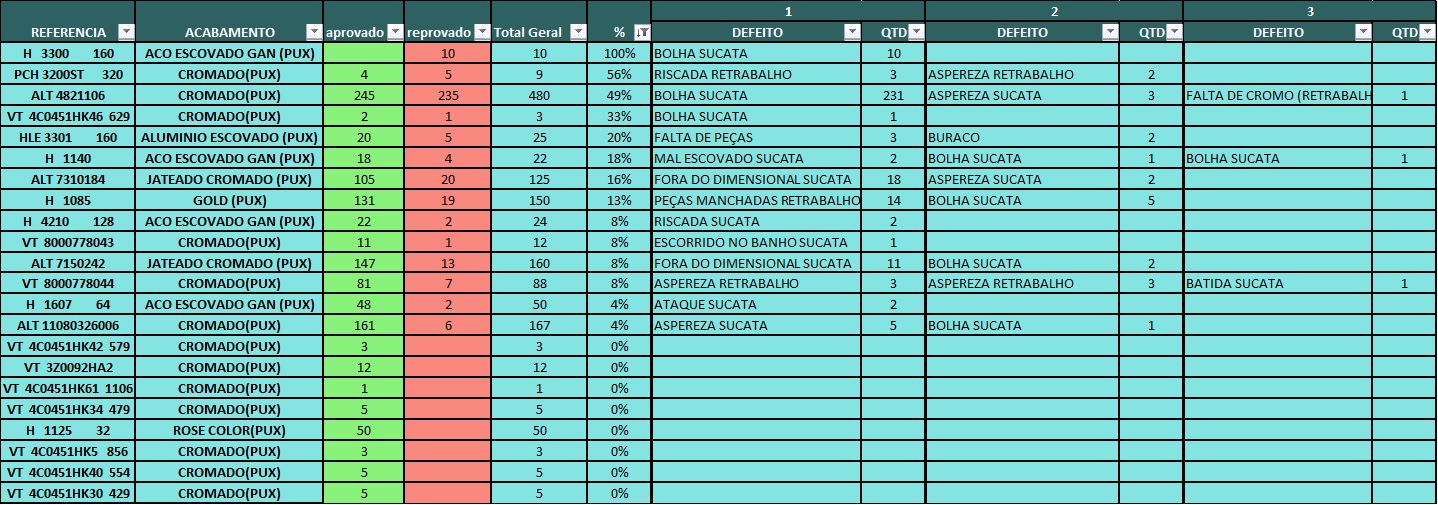 1 2 3
REFERENCIA ACABAMENTO aprovado reprovado Total Geral % DEFEITO QTD DEFEITO QTD DEFEITO QTD
H 3300 160 ACO ESCOVADO GAN (PUX) 10 10 100% BOLHA SUCATA 10
PCH 3200ST 320 CROMADO(PUX) 4 5 9 56% RISCADA RETRABALHO 3 ASPEREZA RETRABALHO 2
ALT 4821106 CROMADO(PUX) 245 235 480 49% BOLHA SUCATA 231 ASPEREZA SUCATA 3 FALTA DE CROMO (RETRABALH 1
VT 4C0451HK46 629 CROMADO(PUX) 2 1 3 33% BOLHA SUCATA 1
HLE 3301 160 ALUMINIO ESCOVADO (PUX) 20 5 25 20% FALTA DE PEÇAS 3 BURACO 2
H 1140 ACO ESCOVADO GAN (PUX) 18 4 22 18% MAL ESCOVADO SUCATA 2 BOLHA SUCATA 1 BOLHA SUCATA 1
ALT 7310184 JATEADO CROMADO (PUX) 105 20 125 16% FORA DO DIMENSIONAL SUCATA 18 ASPEREZA SUCATA 2
H 1085 GOLD (PUX) 131 19 150 13% PEÇAS MANCHADAS RETRABALHO 14 BOLHA SUCATA 5
H 4210 128 ACO ESCOVADO GAN (PUX) 22 2 24 8% RISCADA SUCATA 2
VT 8000778043 CROMADO(PUX) 11 1 12 8% ESCORRIDO NO BANHO SUCATA 1
ALT 7150242 JATEADO CROMADO (PUX) 147 13 160 8% FORA DO DIMENSIONAL SUCATA 11 BOLHA SUCATA 2
VT 8000778044 CROMADO(PUX) 81 7 88 8% ASPEREZA RETRABALHO 3 ASPEREZA RETRABALHO 3 BATIDA SUCATA 1
H 1607 64 ACO ESCOVADO GAN (PUX) 48 2 50 4% ATAQUE SUCATA 2
ALT 11080326006 CROMADO(PUX) 161 6 167 4% ASPEREZA SUCATA 5 BOLHA SUCATA 1
VT 4C0451HK42 579 CROMADO(PUX) 3 3 0%
VT 3Z0092HA2 CROMADO(PUX) 12 12 0%
VT 4C0451HK61 1106 CROMADO(PUX) 1 1 0%
VT 4C0451HK34 479 CROMADO(PUX) 5 5 0%
H 1125 32 ROSE COLOR(PUX) 50 50 0%
VT 4C0451HK5 856 CROMADO(PUX) 3 3 0%
VT 4C0451HK40 554 CROMADO(PUX) 5 5 0%
VT 4C0451HK30 429 CROMADO(PUX) 5 5 0%